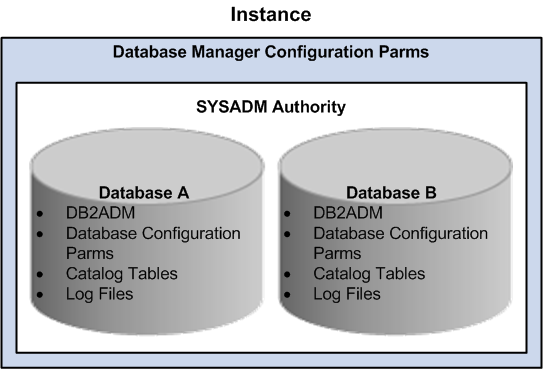 Instance
Database Manager Configuration Parms
SYSADM Authority
Database A
• DB2ADM
• Database Configuration
Parms
• Catalog Tables
• Log Files
Database B
• DB2ADM
• Database Configuration
Parms
• Catalog Tables
• Log Files